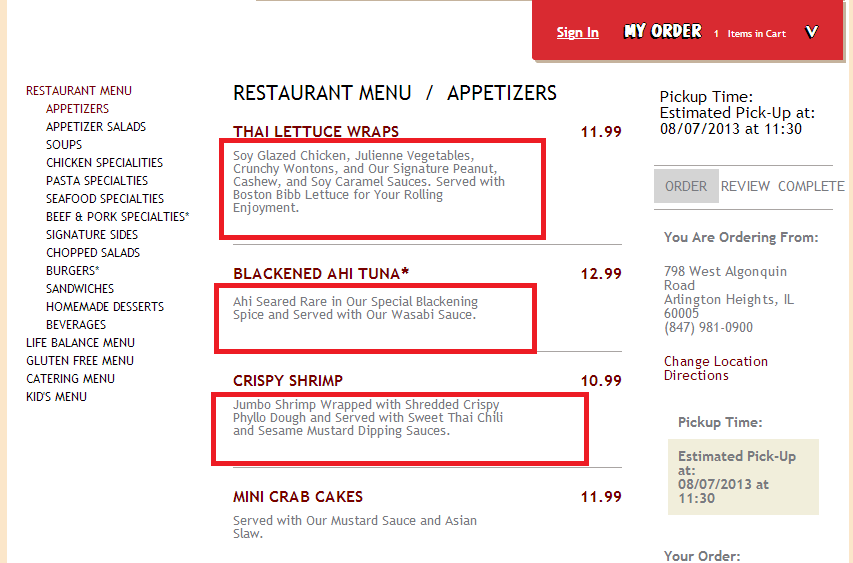 Sign In MY ORDER 1 Items in Cart V
RESTAURANT MENU
APPETIZERS
APPETIZER SALADS
SOUPS
CHICKEN SPECIALITIES
PASTA SPECIALTIES
SEAFOOD SPECIALTIES
BEEF & PORK SPECIALTIES*
SIGNATURE SIDES
CHOPPED SALADS
BURGERS*
SANDWICHES
HOMEMADE DESSERTS
BEVERAGES
LIFE BALANCE MENU
GLUTEN FREE MENU
CATERING MENU
KID'S MENU
RESTAURANT MENU / APPETIZERS
THAI LETTUCE WRAPS 11.99
Soy Glazed Chicken, Julienne Vegetables,
Crunchy Wontons, and Our Signature Peanut,
Cashew, and Soy Caramel Sauces. Served with
Boston Bibb Lettuce for Your Rolling
Enjoyment.
BLACKENED AHI TUNA* 12.99
Ahi Seared Rare in Our Special Blackening
Spice and Served with Our Wasabi Sauce.
CRISPY SHRIMP 10.99
Jumbo Shrimp Wrapped with Shredded Crispy
Phyllo Dough and Served with Sweet Thai Chili
and Sesame Mustard Dipping Sauces.
MINI CRAB CAKES 11.99
Served with Our Mustard Sauce and Asian
Slaw.
Pickup Time:
Estimated Pick-Up at:
08/07/2013 at 11:30
ORDER REVIEW COMPLETE
You Are Ordering From:
798 West Algonquin
Road
Arlington Heights, IL
60005
(847) 981-0900
Change Location
Directions
Pickup Time:
Estimated Pick-Up
at:
08/07/2013 at
11:30
Your Order: